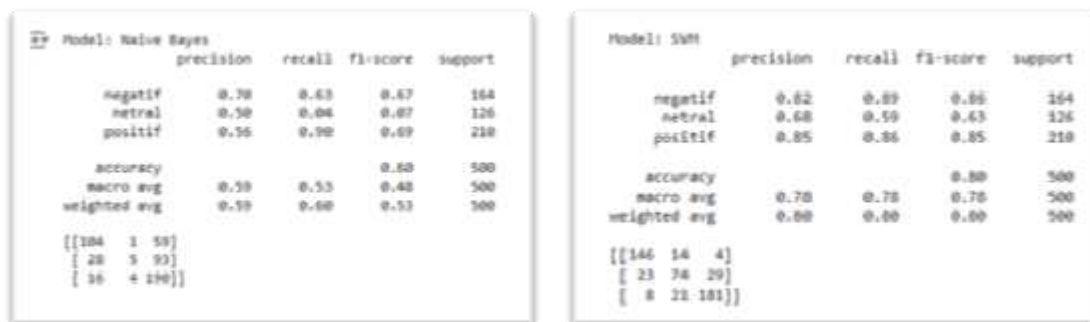 Model: Naive Bayes
precision recall f1-score support
negatif 0.70 0.63 0.67 164
netral 0.50 0.04 0.07 126
positif 0.56 0.90 0.69 210
accuracy 0.60 500
macro avg 0.59 0.53 0.48 500
weighted avg 0.59 0.60 0.53 500
[[104 1 59]
[ 28 5 93]
[ 16 4 190]]
Model: SVM
precision recall f1-score support
negatif 0.82 0.89 0.86 164
netral 0.68 0.59 0.63 126
positif 0.85 0.86 0.85 210
accuracy 0.80 500
macro avg 0.78 0.78 0.78 500
weighted avg 0.80 0.80 0.80 500
[[146 14 4]
[ 23 74 29]
[ 8 21 181]]